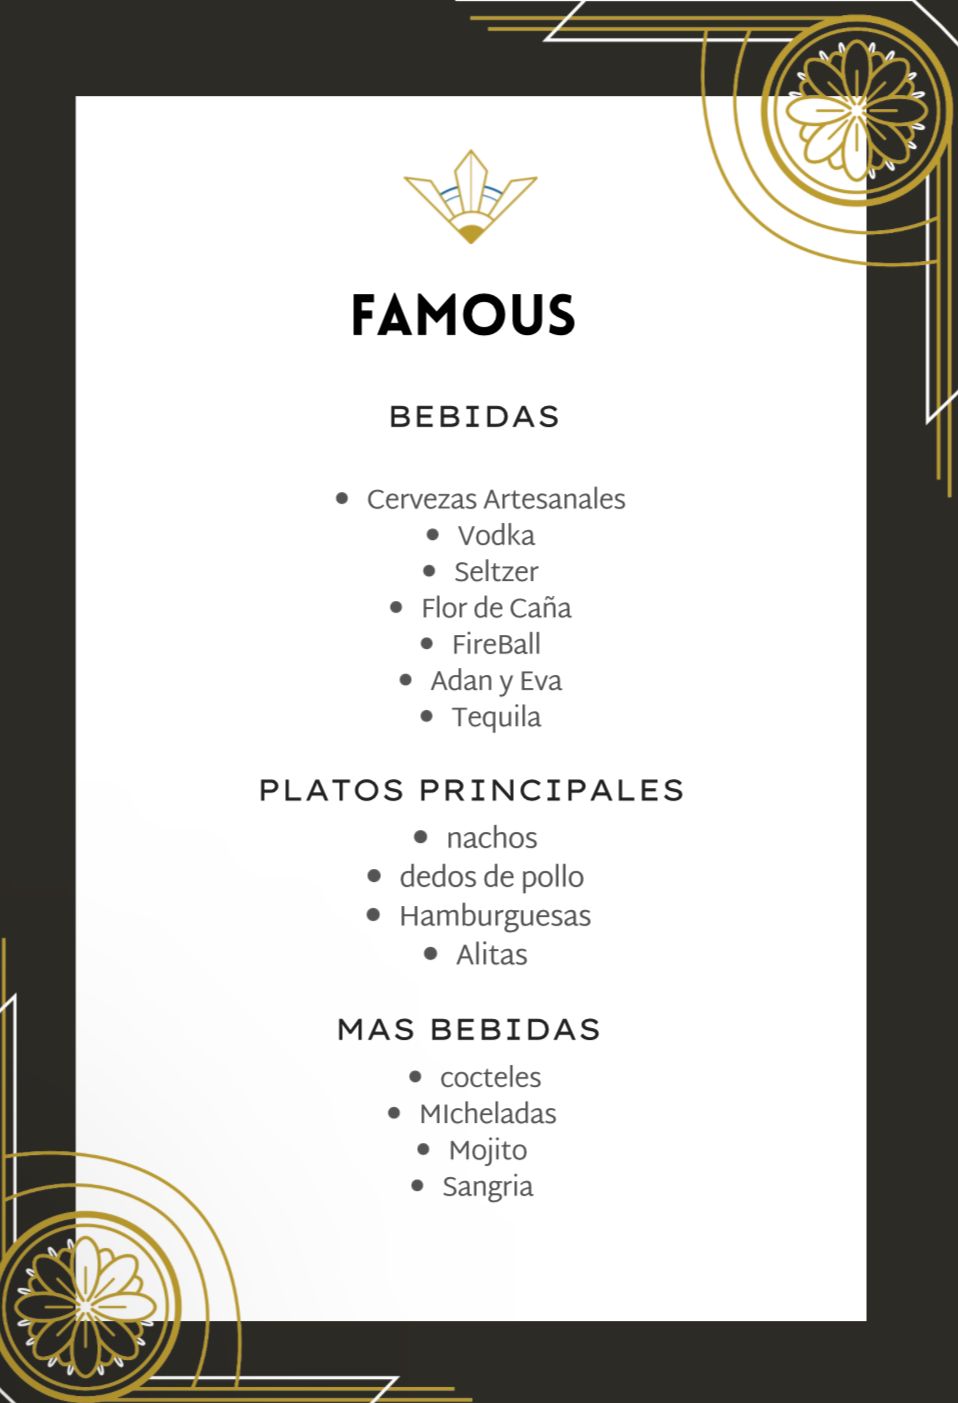 FAMOUS
BEBIDAS
• Cervezas Artesanales
• Vodka
• Seltzer
• Flor de Caña
• FireBall
• Adan y Eva
• Tequila
PLATOS PRINCIPALES
• nachos
• dedos de pollo
• Hamburguesas
• Alitas
MAS BEBIDAS
• cocteles
• MIcheladas
• Mojito
• Sangria